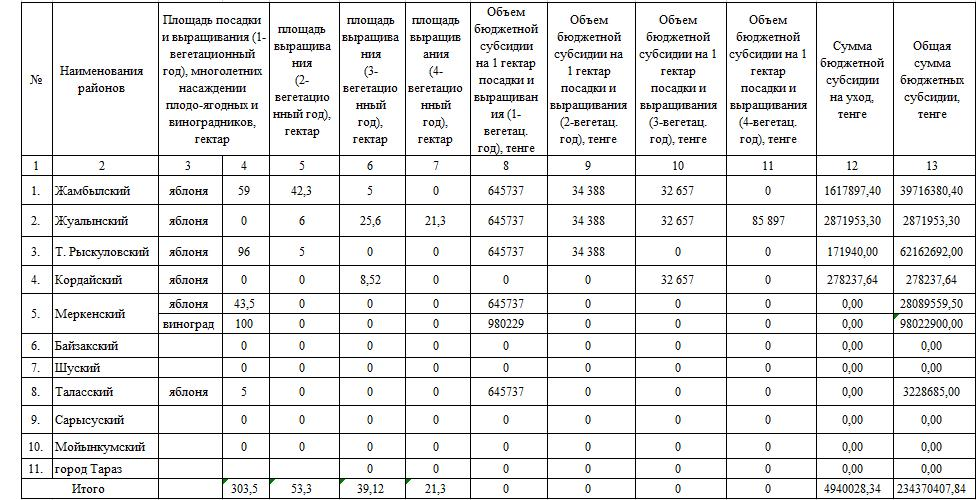 №
Наименования
районов
Площадь посадки
и выращивания (1-
вегетационный
год), многолетних
насаждении
плодо-ягодных и
виноградников,
гектар
площадь
выращива
ния
(2-
вегетацио
нный год),
гектар
площадь
выращива
ния
(3-
вегетацио
нный год),
гектар
площадь
выращив
ания
(4-
вегетацио
нный год),
гектар
Объем
бюджетной
субсидии
на 1 гектар
посадки и
выращиван
ия (1-
вегетац.
год), тенге
Объем
бюджетной
субсидии на
1 гектар
посадки и
выращивания
(2-вегетац.
год), тенге
Объем
бюджетной
субсидии на 1
гектар
посадки и
выращивания
(3-вегетац.
год), тенге
Объем
бюджетной
субсидии на 1
гектар
посадки и
выращивания
(4-вегетац.
год), тенге
Сумма
бюджетной
субсидии
на уход,
тенге
Общая
сумма
бюджетных
субсидии,
тенге
1 2 3 4 5 6 7 8 9 10 11 12 13
1. Жамбылский яблоня 59 42,3 5 0 645737 34 388 32 657 0 1617897,40 39716380,40
2. Жуалынский яблоня 0 6 25,6 21,3 645737 34 388 32 657 85 897 2871953,30 2871953,30
3. Т. Рыскуловский яблоня 96 5 0 0 645737 34 388 0 0 171940,00 62162692,00
4. Кордайский яблоня 0 0 8,52 0 0 0 32 657 0 278237,64 278237,64
5. Меркенский яблоня 43,5 0 0 0 645737 0 0 0 0,00 28089559,50
виноград 100 0 0 0 980229 0 0 0 0,00 98022900,00
6. Байзакский 0 0 0 0 0 0 0 0 0,00 0,00
7. Шуский 0 0 0 0 0 0 0 0 0,00 0,00
8. Таласский яблоня 5 0 0 0 645737 0 0 0 0,00 3228685,00
9. Сарысуский 0 0 0 0 0 0 0 0 0,00 0,00
10. Мойынкумский 0 0 0 0 0 0 0 0 0,00 0,00
11. город Тараз 0 0 0 0 0 0 0,00 0,00
Итого 303,5 53,3 39,12 21,3 0 0 0 0 4940028,34 234370407,84